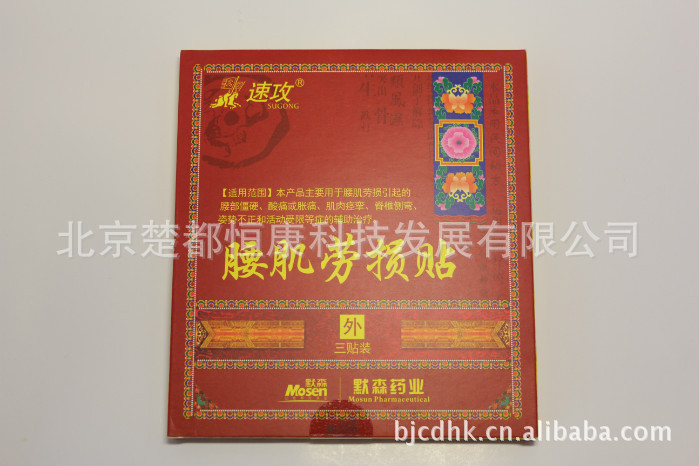 速攻®
SUGONG
【适用范围】本产品主要用于腰肌劳损引起的
腰部僵硬、酸痛或胀痛、肌肉痉挛、脊椎侧弯、
姿势不正和活动受限等症的辅助治疗。
北京楚都恒康科技发展有限公司
腰肌劳损贴
外
三贴装
默森
Mosen
默森药业
Mosun Pharmaceutical
bjcdhk.cn.alibaba.com